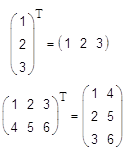 (1
2
3)ᵀ = (1 2 3)
(1 2 3
4 5 6)ᵀ = (1 4
2 5
3 6)